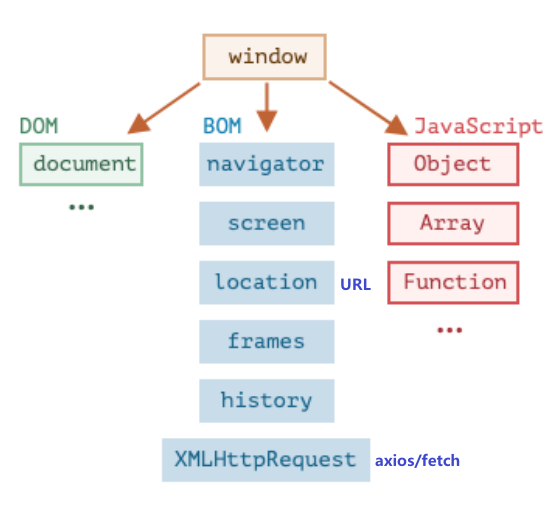 window
DOM
BOM
JavaScript
document
navigator
Object
...
screen
Array
location
URL
Function
frames
...
history
XMLHttpRequest
axios/fetch